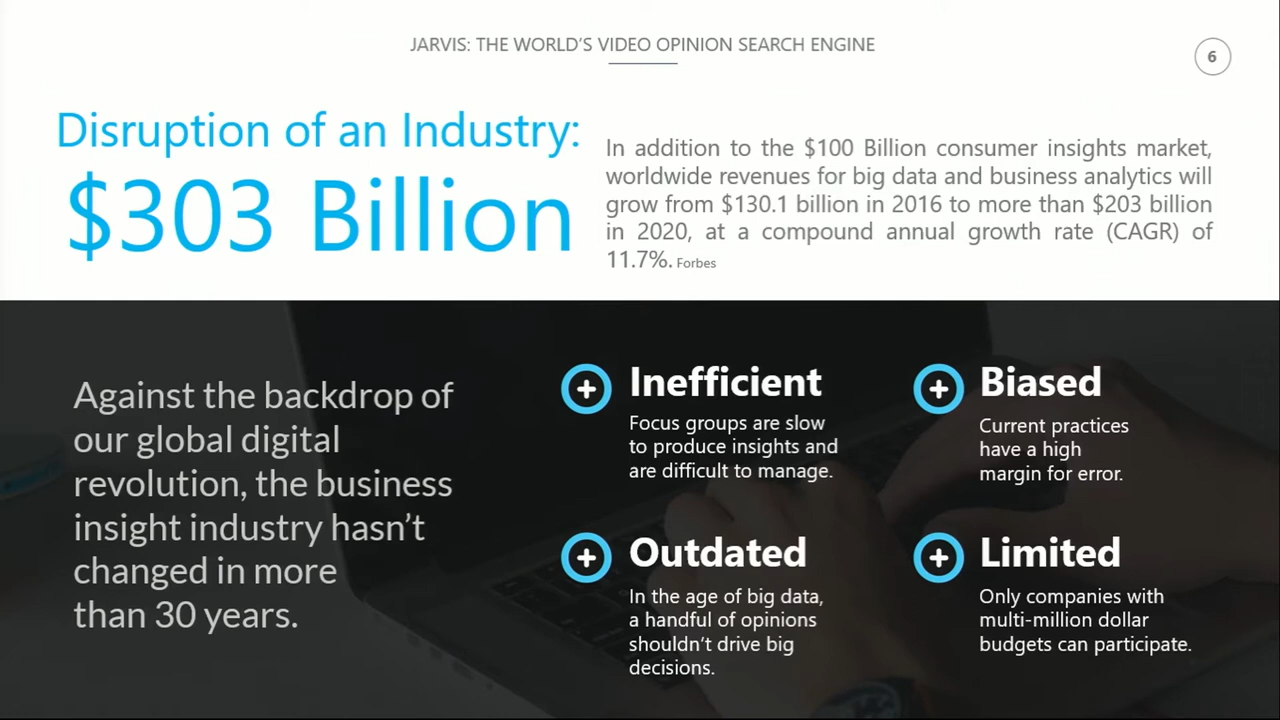 JARVIS: THE WORLD’S VIDEO OPINION SEARCH ENGINE
6
Disruption of an Industry:
$303 Billion
In addition to the $100 Billion consumer insights market,
worldwide revenues for big data and business analytics will
grow from $130.1 billion in 2016 to more than $203 billion
in 2020, at a compound annual growth rate (CAGR) of
11.7%. Forbes
Against the backdrop of
our global digital
revolution, the business
insight industry hasn’t
changed in more
than 30 years.
Inefficient
Focus groups are slow
to produce insights and
are difficult to manage.
Biased
Current practices
have a high
margin for error.
Outdated
In the age of big data,
a handful of opinions
shouldn’t drive big
decisions.
Limited
Only companies with
multi-million dollar
budgets can participate.